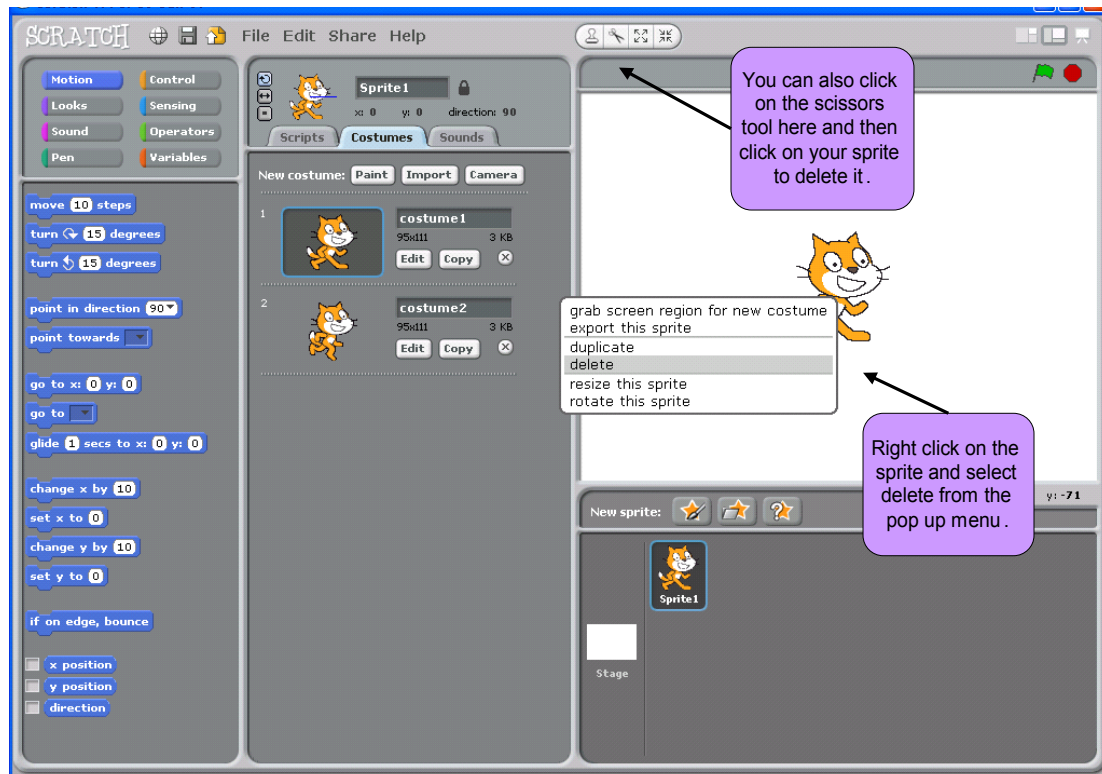 SCRATCH File Edit Share Help
Motion Control
Looks Sensing
Sound Operators
Pen Variables
move 10 steps
turn 15 degrees
turn 15 degrees
point in direction 90
point towards
go to x: 0 y: 0
go to
glide 1 secs to x: 0 y: 0
change x by 10
set x to 0
change y by 10
set y to 0
if on edge, bounce
x position
y position
direction
Sprite1
x: 0 y: 0 direction: 90
Scripts Costumes Sounds
New costume: Paint Import Camera
1 costume1
95x111 3 KB
Edit Copy
2 costume2
95x111 3 KB
Edit Copy
You can also click
on the scissors
tool here and then
click on your sprite
to delete it.
grab screen region for new costume
export this sprite
duplicate
delete
resize this sprite
rotate this sprite
Right click on the
sprite and select
delete from the
pop up menu.
y: -71
New sprite:
Sprite1
Stage